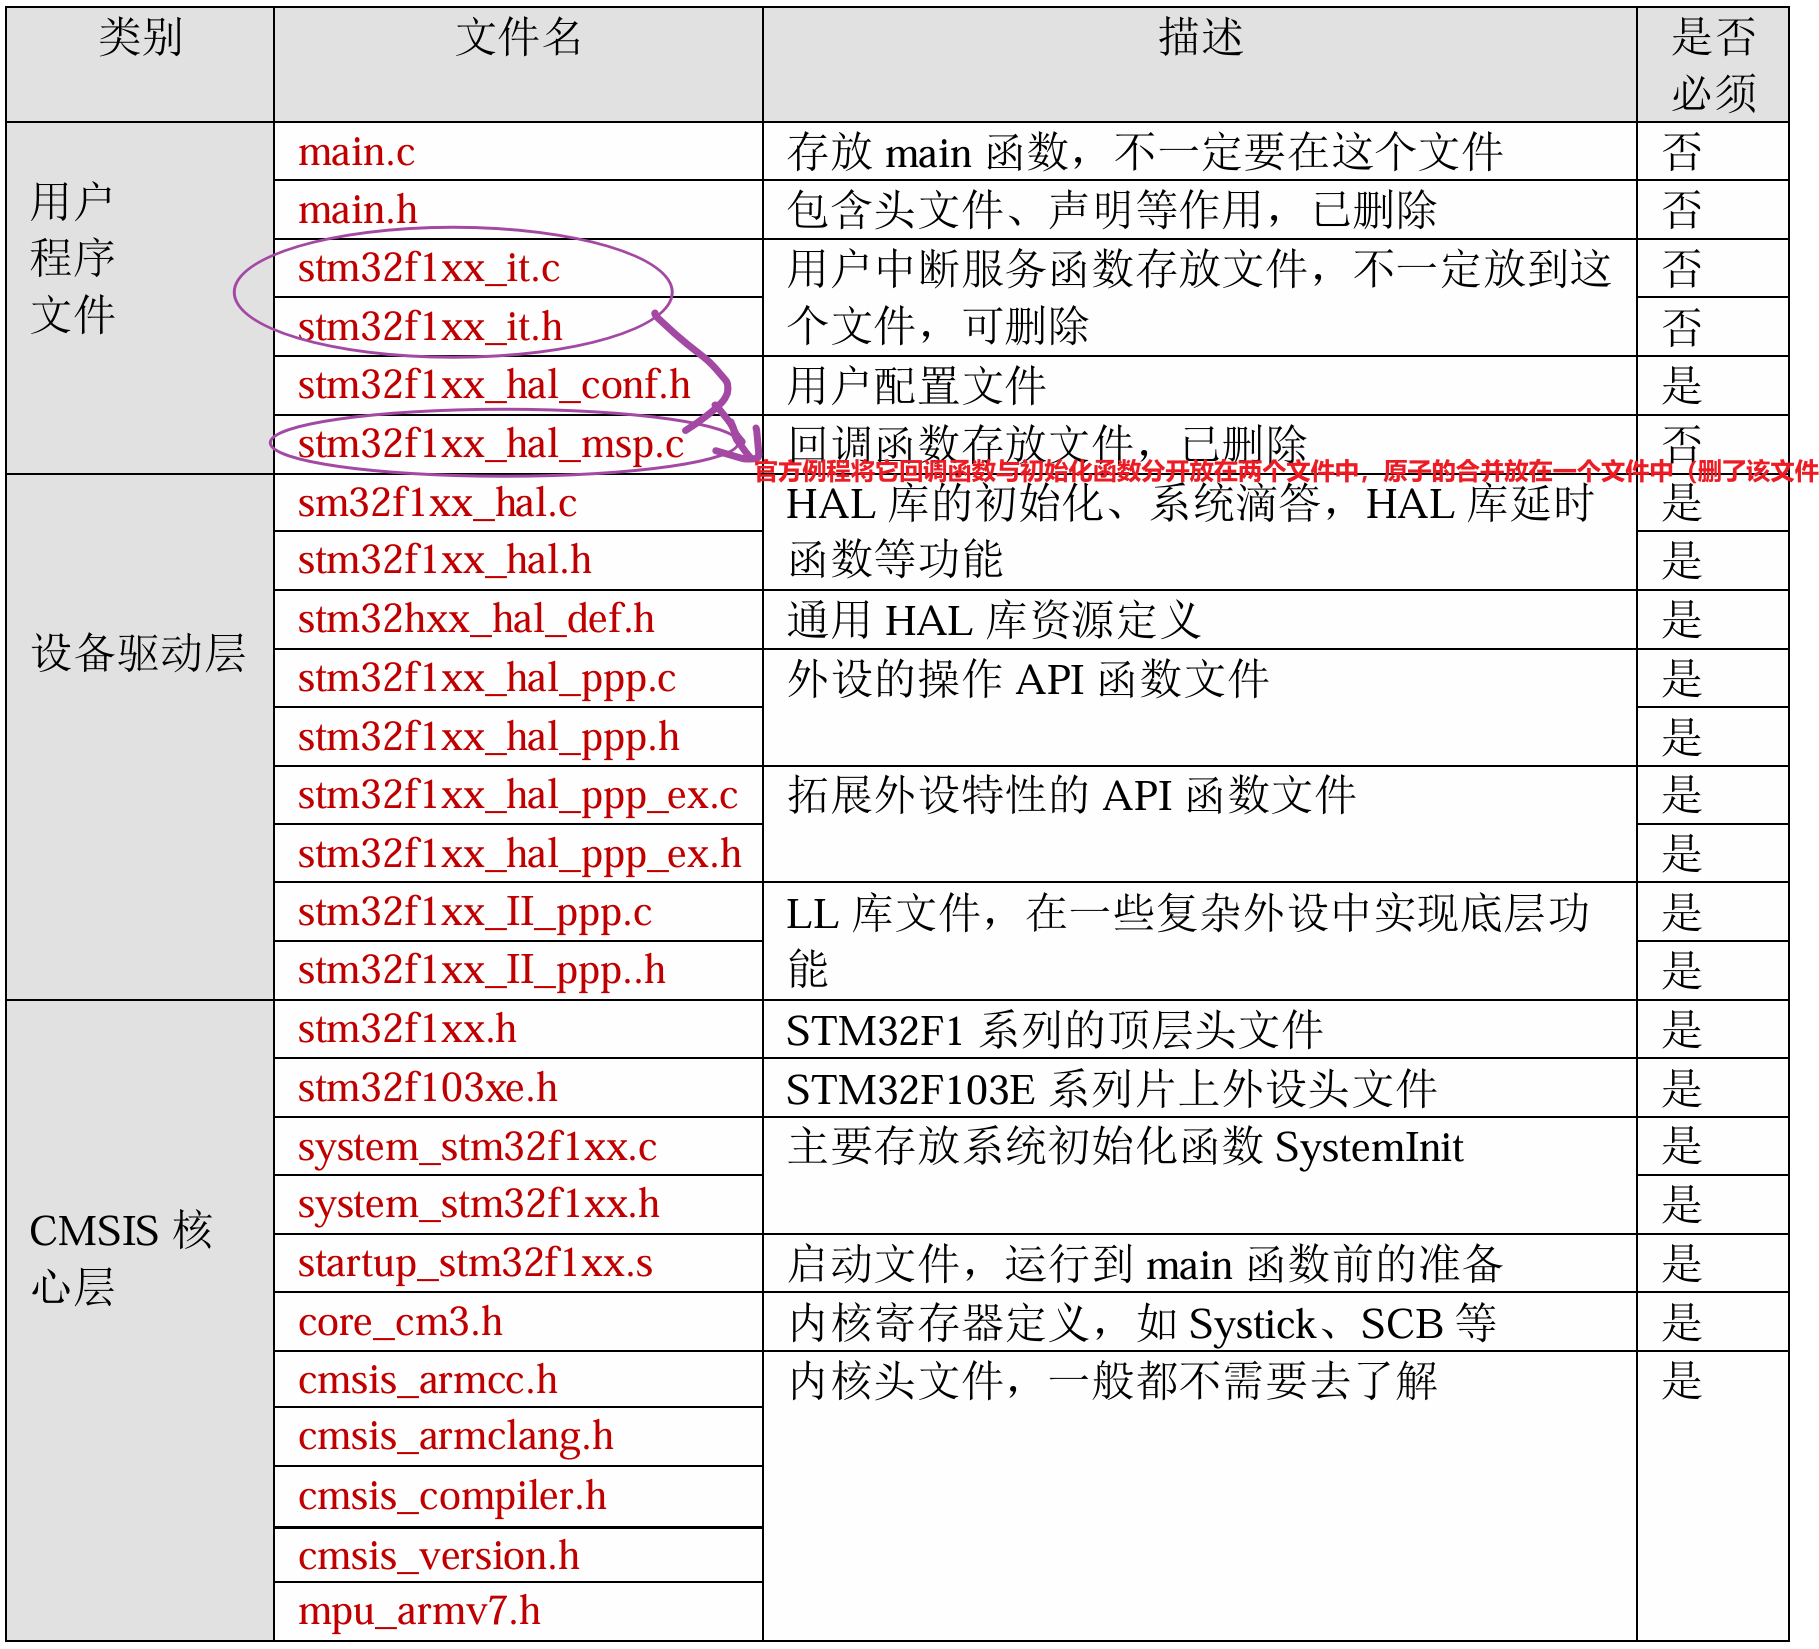 类别 文件名 描述 是否
必须
用户
程序
文件
main.c 存放 main 函数，不一定要在这个文件 否
main.h 包含头文件、声明等作用，已删除 否
stm32f1xx_it.c 用户中断服务函数存放文件，不一定放到这 否
stm32f1xx_it.h 个文件，可删除 否
stm32f1xx_hal_conf.h 用户配置文件 是
stm32f1xx_hal_msp.c 回调函数存放文件，已删除 否
官方例程将它回调函数与初始化函数分开放在两个文件中，原子的合并放在一个文件中（删了该文件
设备驱动层
sm32f1xx_hal.c HAL 库的初始化、系统滴答，HAL 库延时 是
stm32f1xx_hal.h 函数等功能 是
stm32hxx_hal_def.h 通用 HAL 库资源定义 是
stm32f1xx_hal_ppp.c 外设的操作 API 函数文件 是
stm32f1xx_hal_ppp.h 是
stm32f1xx_hal_ppp_ex.c 拓展外设特性的 API 函数文件 是
stm32f1xx_hal_ppp_ex.h 是
stm32f1xx_II_ppp.c LL 库文件，在一些复杂外设中实现底层功 是
stm32f1xx_II_ppp..h 能 是
CMSIS 核
心层
stm32f1xx.h STM32F1 系列的顶层头文件 是
stm32f103xe.h STM32F103E 系列片上外设头文件 是
system_stm32f1xx.c 主要存放系统初始化函数 SystemInit 是
system_stm32f1xx.h 是
startup_stm32f1xx.s 启动文件，运行到 main 函数前的准备 是
core_cm3.h 内核寄存器定义，如 Systick、SCB 等 是
cmsis_armcc.h 内核头文件，一般都不需要去了解 是
cmsis_armclang.h
cmsis_compiler.h
cmsis_version.h
mpu_armv7.h